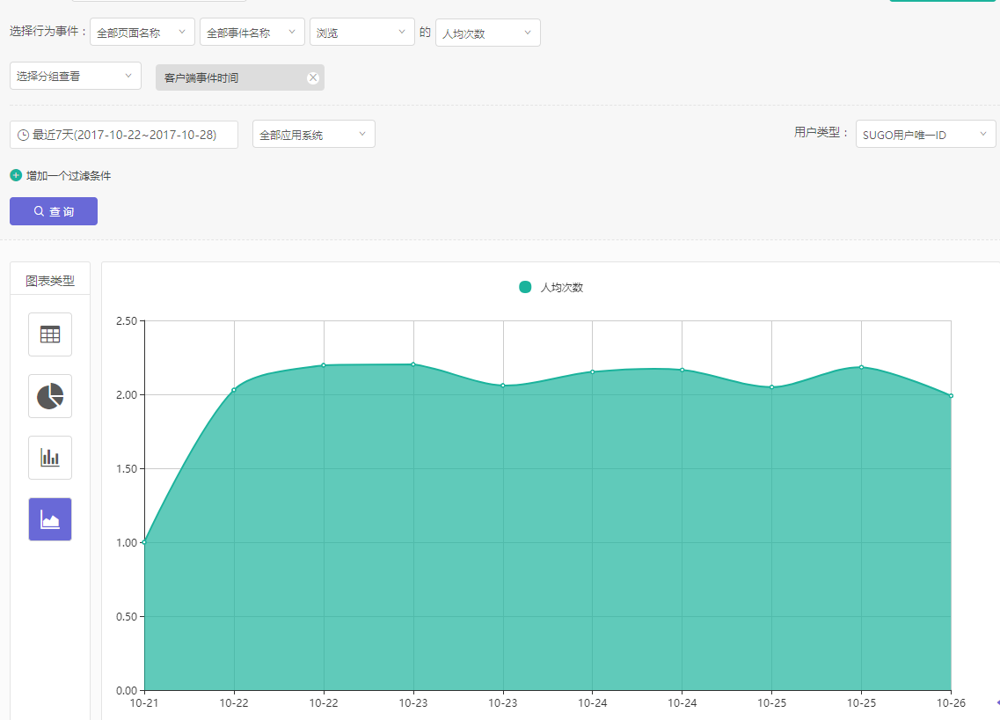 选择行为事件： 全部页面名称 全部事件名称 浏览 的 人均次数
选择分组查看 客户端事件时间
最近7天(2017-10-22~2017-10-28) 全部应用系统 用户类型： SUGO用户唯一ID
增加一个过滤条件
查询
图表类型
人均次数
2.50
2.00
1.50
1.00
0.50
0.00
10-21 10-22 10-22 10-23 10-23 10-24 10-24 10-25 10-25 10-26